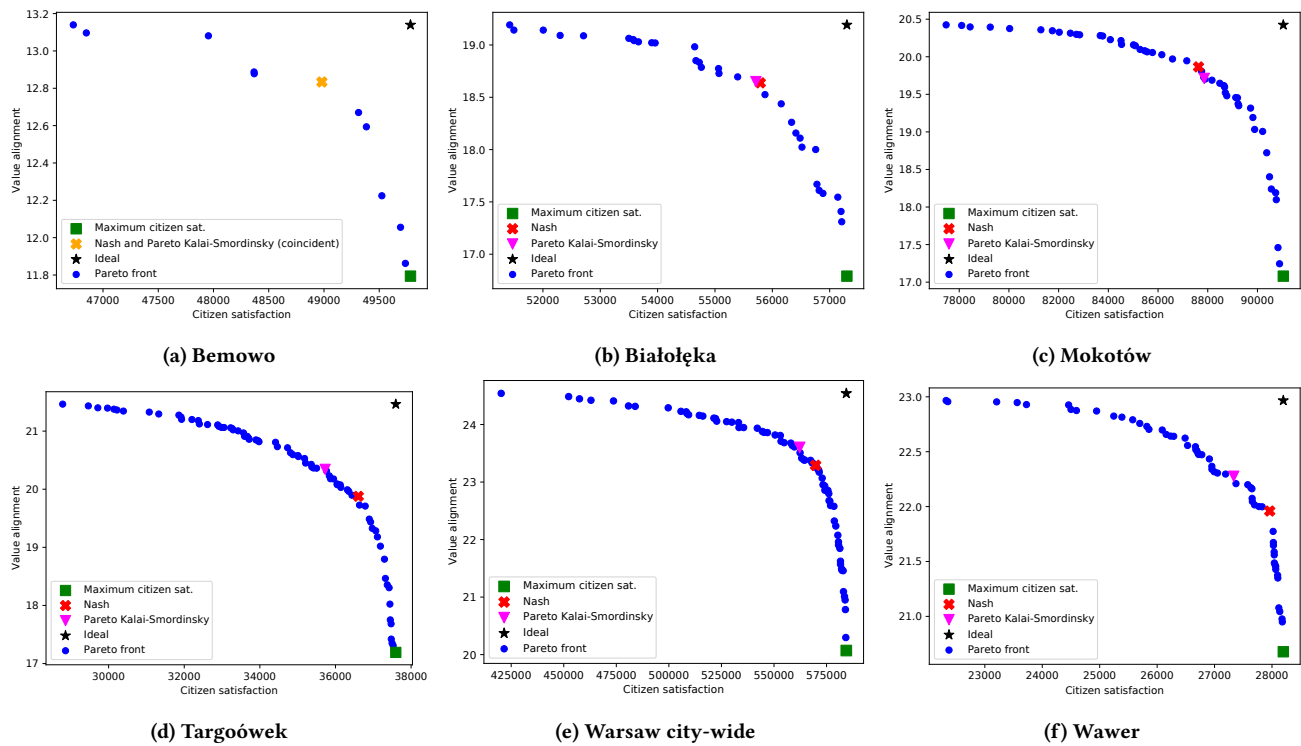 13.2
13.0
12.8
12.6
12.4
12.2
12.0
11.8
Value alignment
Maximum citizen sat.
Nash and Pareto Kalai-Smordinsky (coincident)
Ideal
Pareto front
47000 47500 48000 48500 49000 49500
Citizen satisfaction
(a) Bemowo
19.0
18.5
18.0
17.5
17.0
Value alignment
Maximum citizen sat.
Nash
Pareto Kalai-Smordinsky
Ideal
Pareto front
52000 53000 54000 55000 56000 57000
Citizen satisfaction
(b) Białołęka
20.5
20.0
19.5
19.0
18.5
18.0
17.5
17.0
Value alignment
Maximum citizen sat.
Nash
Pareto Kalai-Smordinsky
Ideal
Pareto front
78000 80000 82000 84000 86000 88000 90000
Citizen satisfaction
(c) Mokotów
21
20
19
18
17
Value alignment
Maximum citizen sat.
Nash
Pareto Kalai-Smordinsky
Ideal
Pareto front
30000 32000 34000 36000 38000
Citizen satisfaction
(d) Targoówek
24
23
22
21
20
Value alignment
Maximum citizen sat.
Nash
Pareto Kalai-Smordinsky
Ideal
Pareto front
425000 450000 475000 500000 525000 550000 575000
Citizen satisfaction
(e) Warsaw city-wide
23.0
22.5
22.0
21.5
21.0
Value alignment
Maximum citizen sat.
Nash
Pareto Kalai-Smordinsky
Ideal
Pareto front
23000 24000 25000 26000 27000 28000
Citizen satisfaction
(f) Wawer